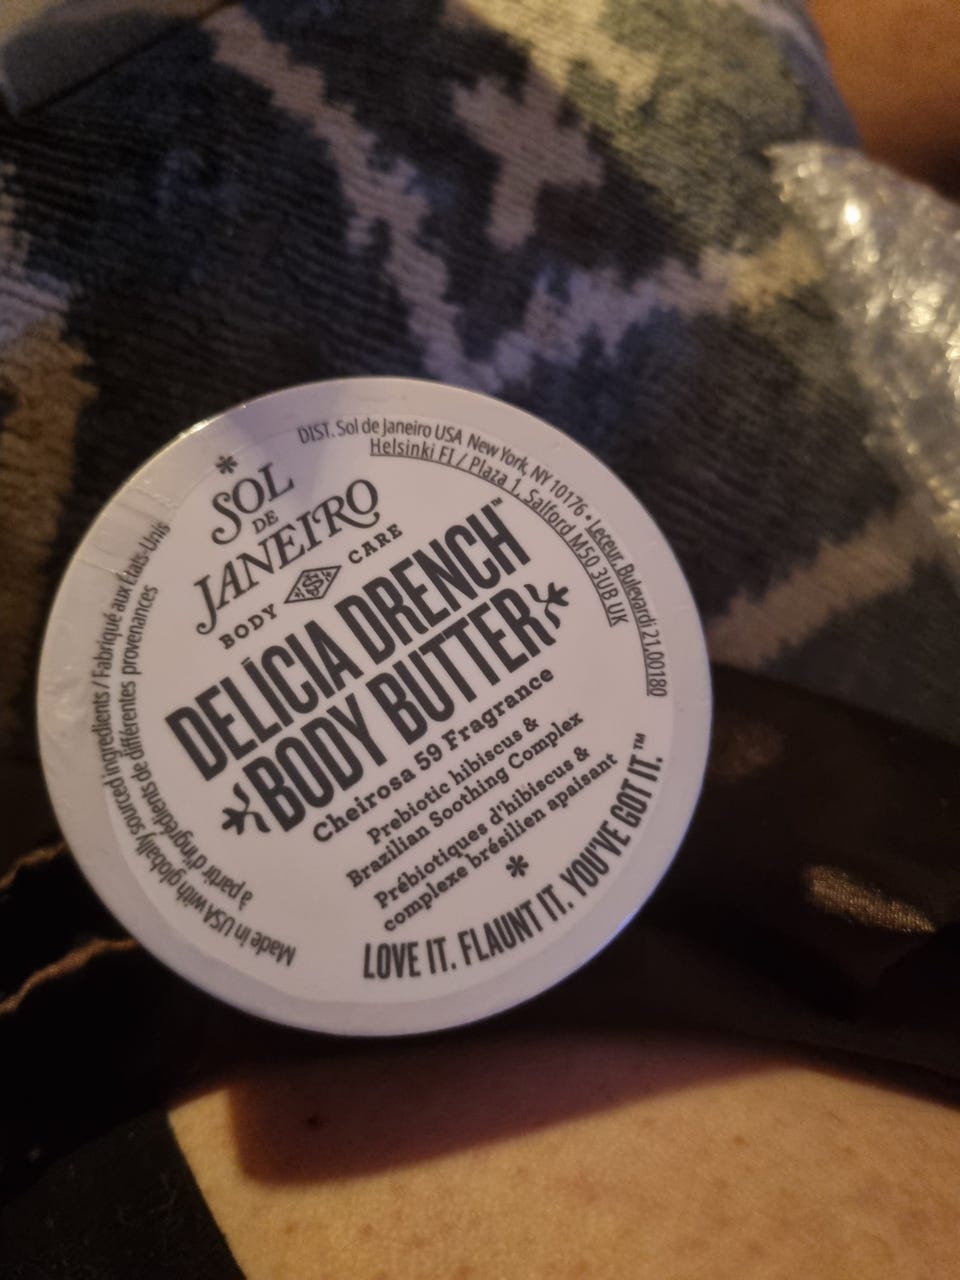 SOL
DE
JANEIRO
BODY CARE
DELÍCIA DRENCH™
BODY BUTTER
Cheirosa 59 Fragrance
Prebiotic hibiscus &
Brazilian Soothing Complex
Prébiotiques d'hibiscus &
complexe brésilien apaisant
LOVE IT. FLAUNT IT. YOU'VE GOT IT.™
Made in USA with globally sourced ingredients / Fabriqué aux États-Unis
à partir d'ingrédients de différentes provenances
DIST. Sol de Janeiro USA New York, NY 10176 • Leceur, Bulevardi 21, 00180
Helsinki FI / Plaza 1, Salford M50 3UB UK